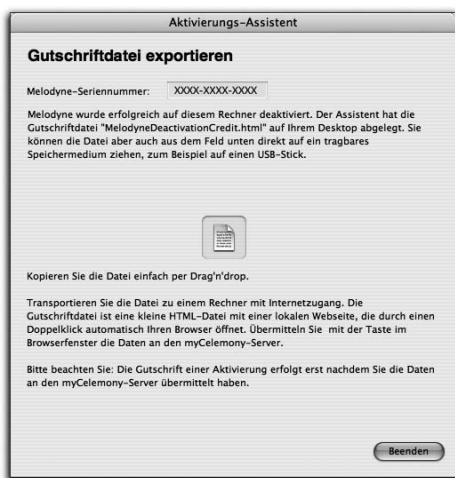 Aktivierungs-Assistent
Gutschriftdatei exportieren
Melodyne-Seriennummer: XXXX-XXXX-XXXX
Melodyne wurde erfolgreich auf diesem Rechner deaktiviert. Der Assistent hat die
Gutschriftdatei "MelodyneDeactivationCredit.html" auf Ihrem Desktop abgelegt. Sie
können die Datei aber auch aus dem Feld unten direkt auf ein tragbares
Speichermedium ziehen, zum Beispiel auf einen USB-Stick.
Kopieren Sie die Datei einfach per Drag'n'drop.
Transportieren Sie die Datei zu einem Rechner mit Internetzugang. Die
Gutschriftdatei ist eine kleine HTML-Datei mit einer lokalen Webseite, die durch einen
Doppelklick automatisch Ihren Browser öffnet. Übermitteln Sie mit der Taste im
Browserfenster die Daten an den myCelemony-Server.
Bitte beachten Sie: Die Gutschrift einer Aktivierung erfolgt erst nachdem Sie die Daten
an den myCelemony-Server übermittelt haben.
Beenden